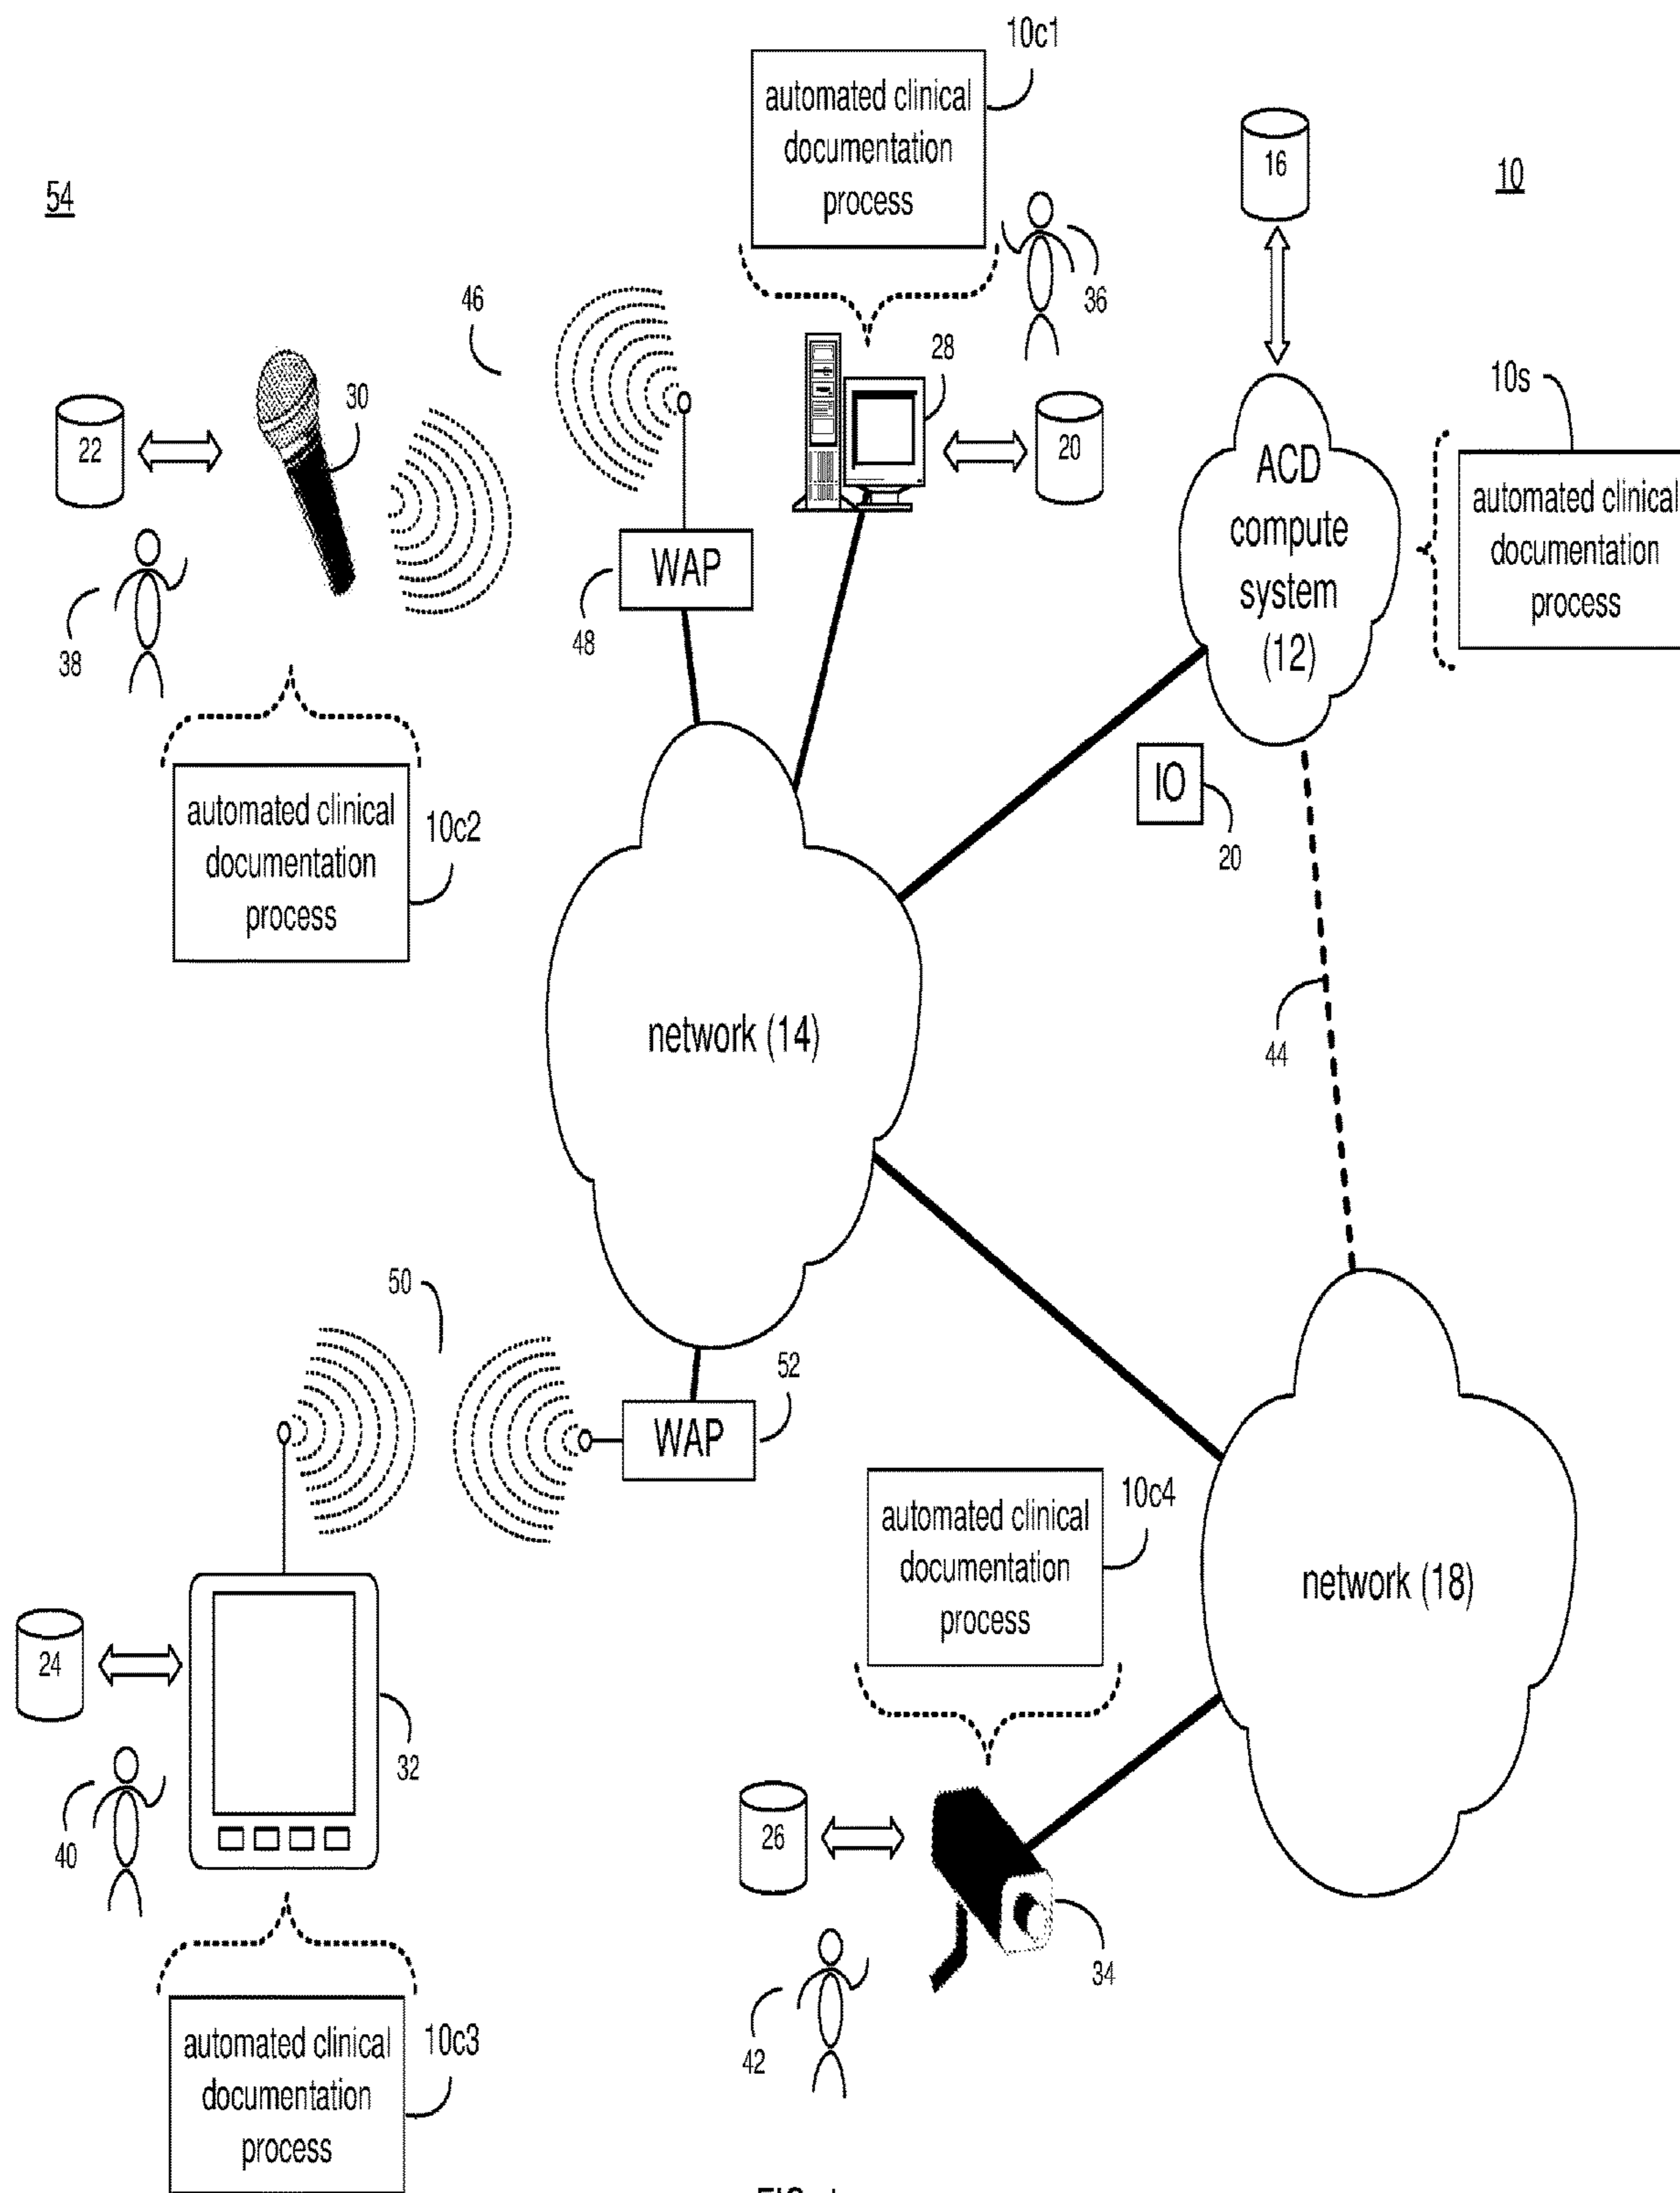 10c1
automated clinical
documentation
process
54
16
10
36
46
28
30
22
20
10s
ACD
compute
system
(12)
automated clinical
documentation
process
WAP
48
38
IO
20
automated clinical
documentation
process
10c2
network (14)
44
50
52
WAP
10c4
automated clinical
documentation
process
network (18)
24
32
40
26
34
42
automated clinical
documentation
process
10c3